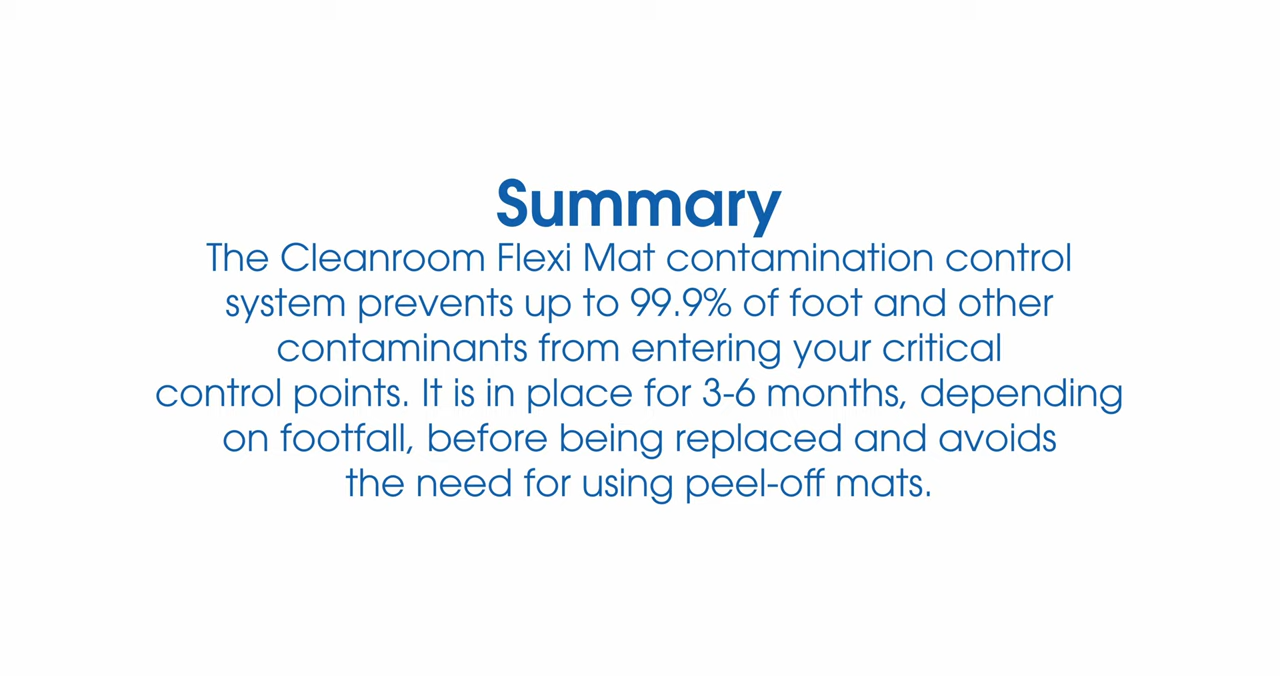 Summary
The Cleanroom Flexi Mat contamination control
system prevents up to 99.9% of foot and other
contaminants from entering your critical
control points. It is in place for 3-6 months, depending
on footfall, before being replaced and avoids
the need for using peel-off mats.